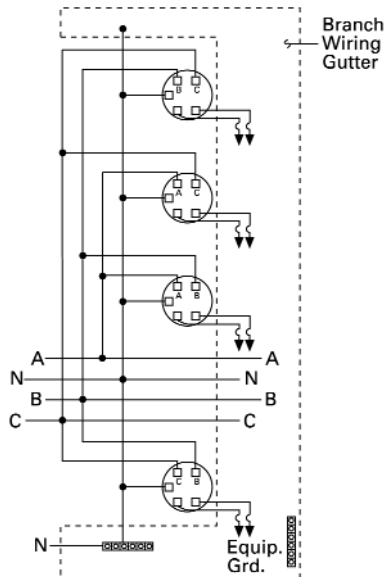 Branch
Wiring
Gutter
B C
A C
A B
A A
N N
B B
C C
C B
N
Equip.
Grd.